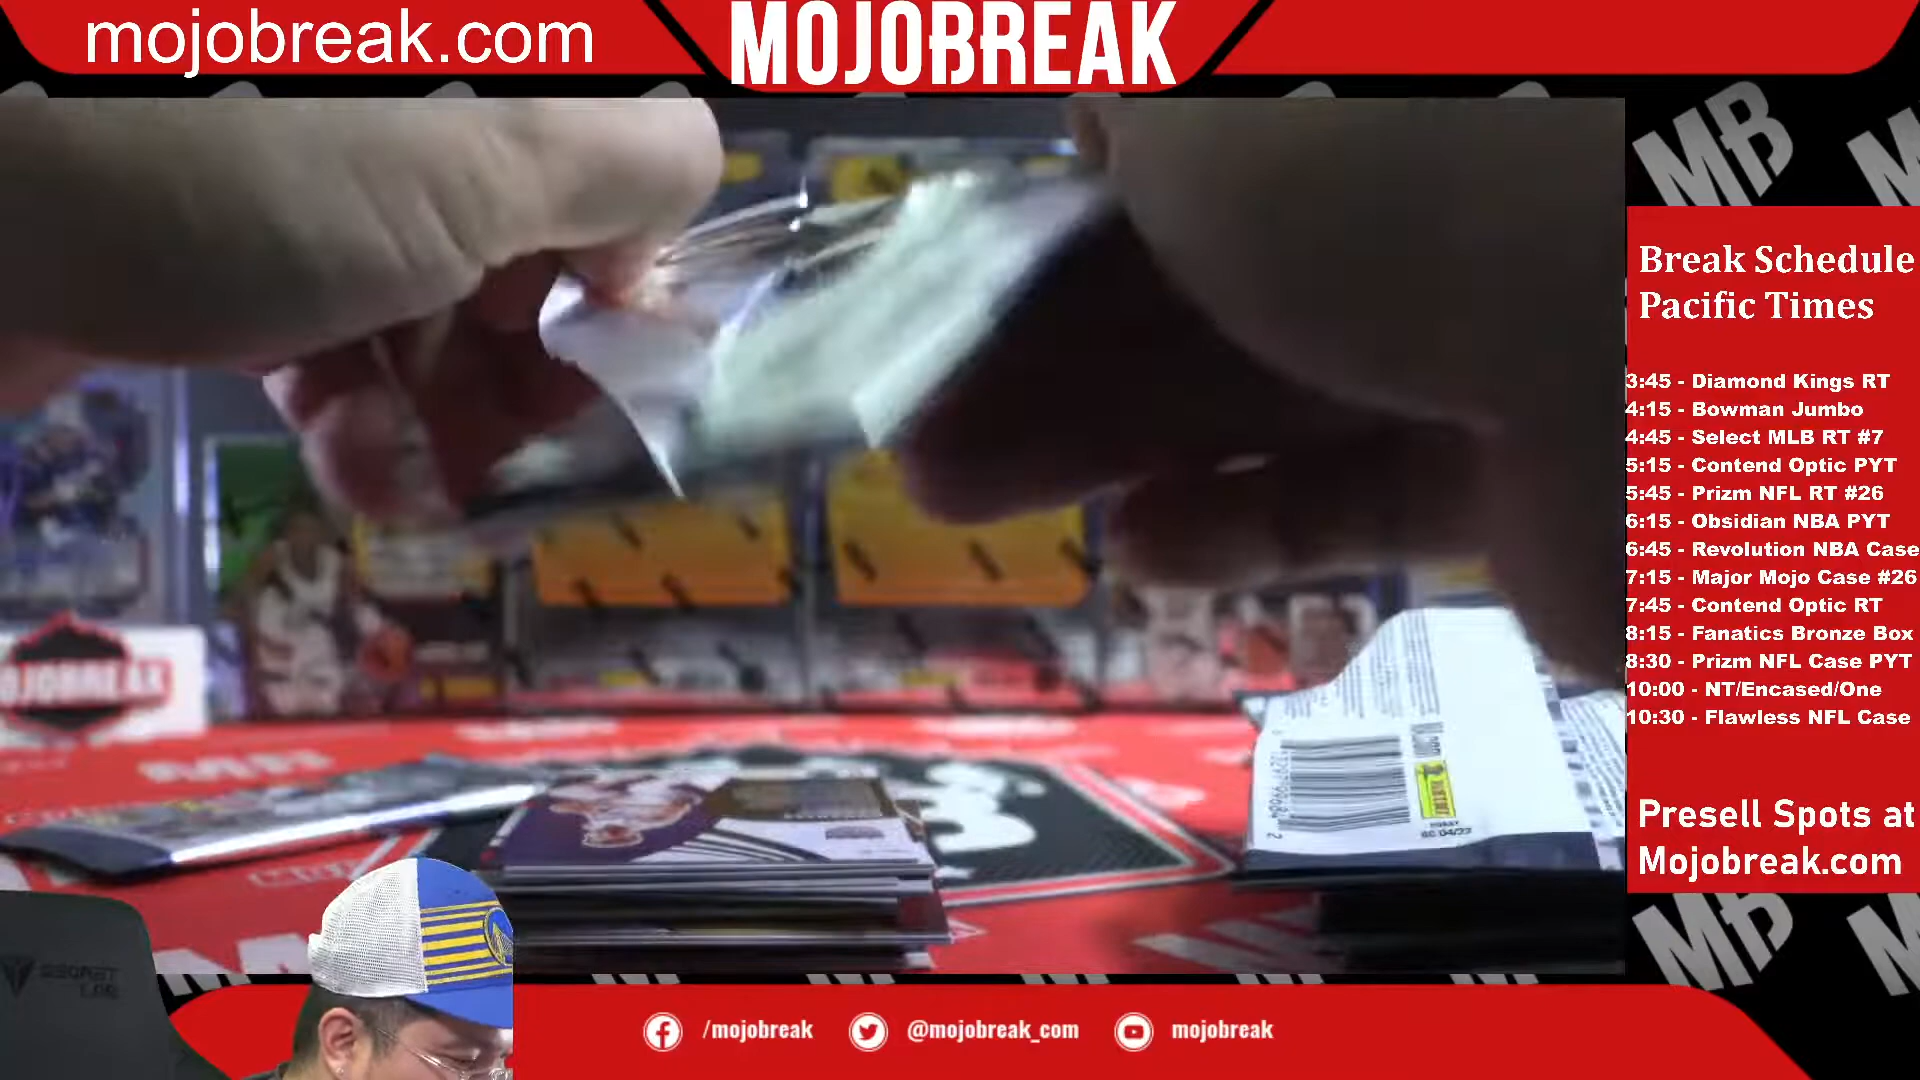 mojobreak.com
MOJOBREAK
MB
Break Schedule
Pacific Times
3:45 - Diamond Kings RT
4:15 - Bowman Jumbo
4:45 - Select MLB RT #7
5:15 - Contend Optic PYT
5:45 - Prizm NFL RT #26
6:15 - Obsidian NBA PYT
6:45 - Revolution NBA Case
7:15 - Major Mojo Case #26
7:45 - Contend Optic RT
8:15 - Fanatics Bronze Box
8:30 - Prizm NFL Case PYT
10:00 - NT/Encased/One
10:30 - Flawless NFL Case
Presell Spots at
Mojobreak.com
MB
OJOBREAK
SECRET
LAB
/mojobreak
@mojobreak_com
mojobreak